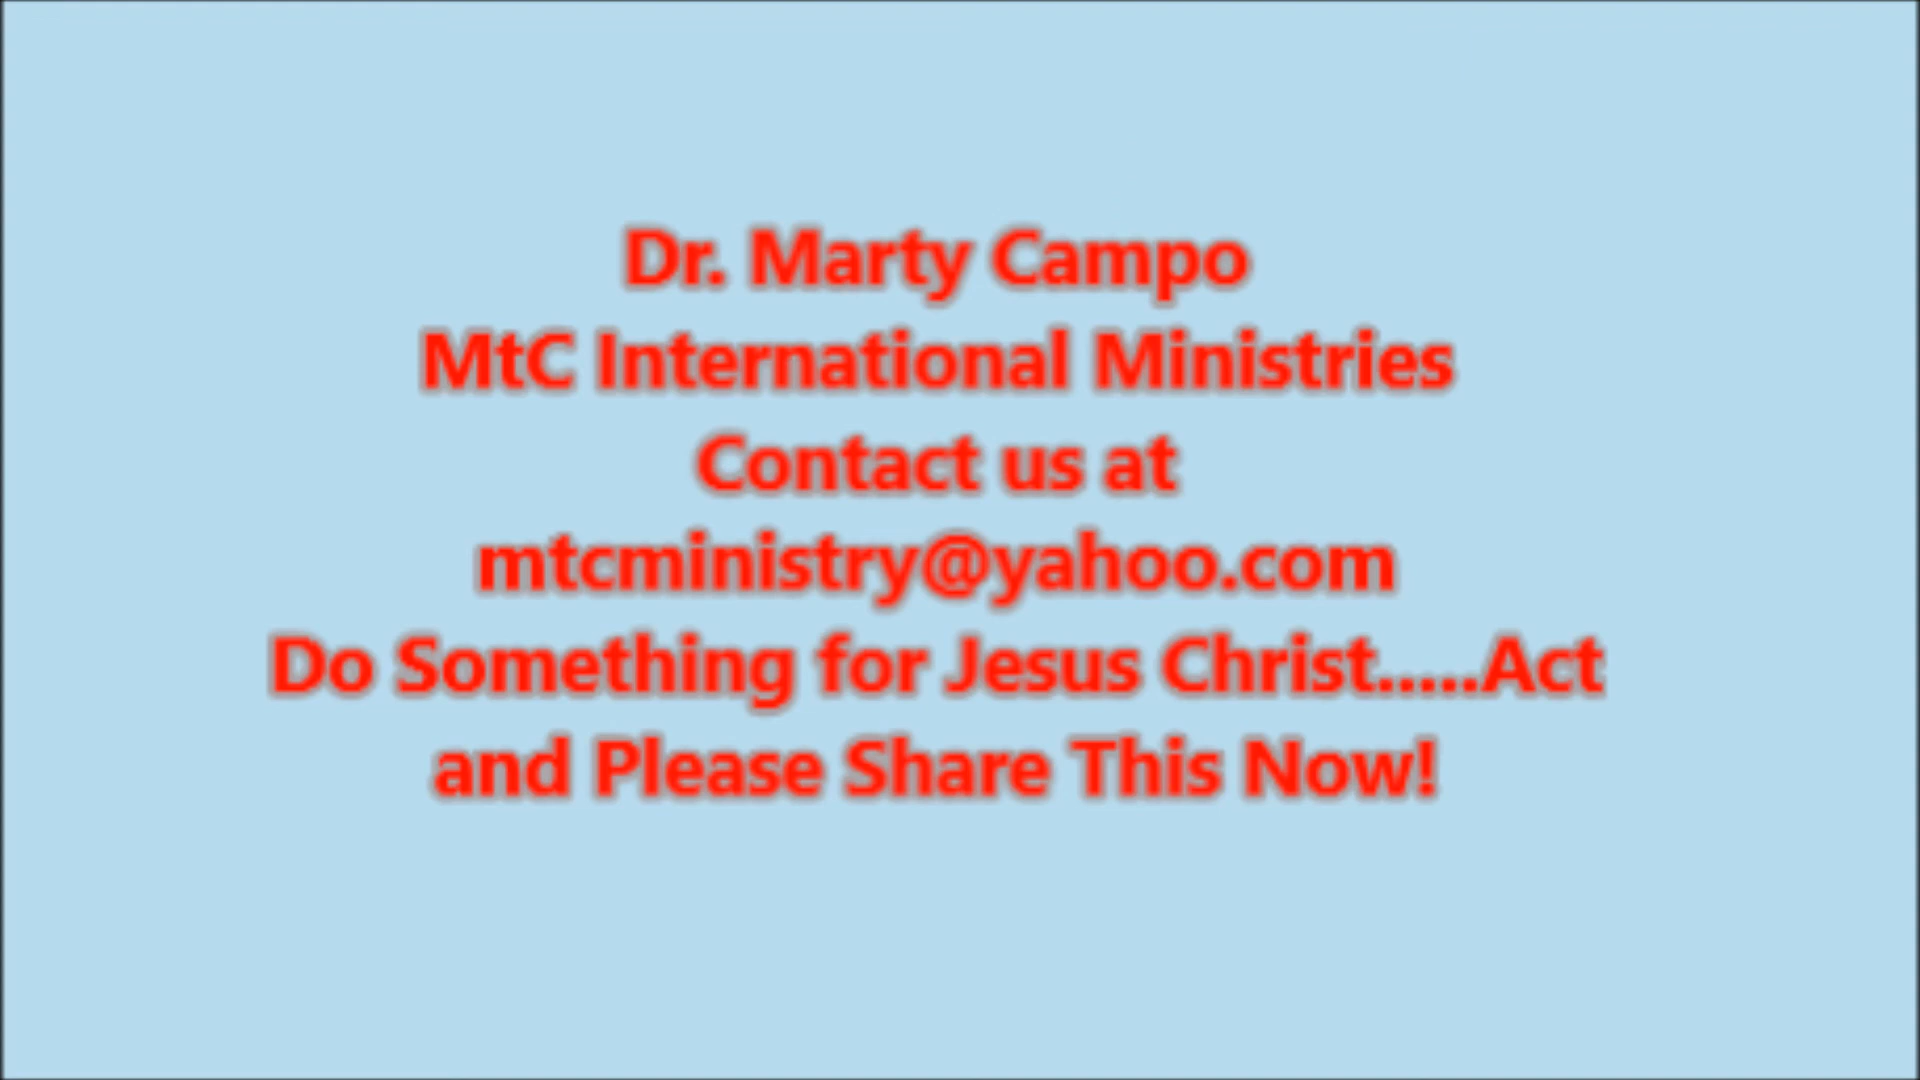 Dr. Marty Campo
MtC International Ministries
Contact us at
mtcministry@yahoo.com
Do Something for Jesus Christ.....Act
and Please Share This Now!